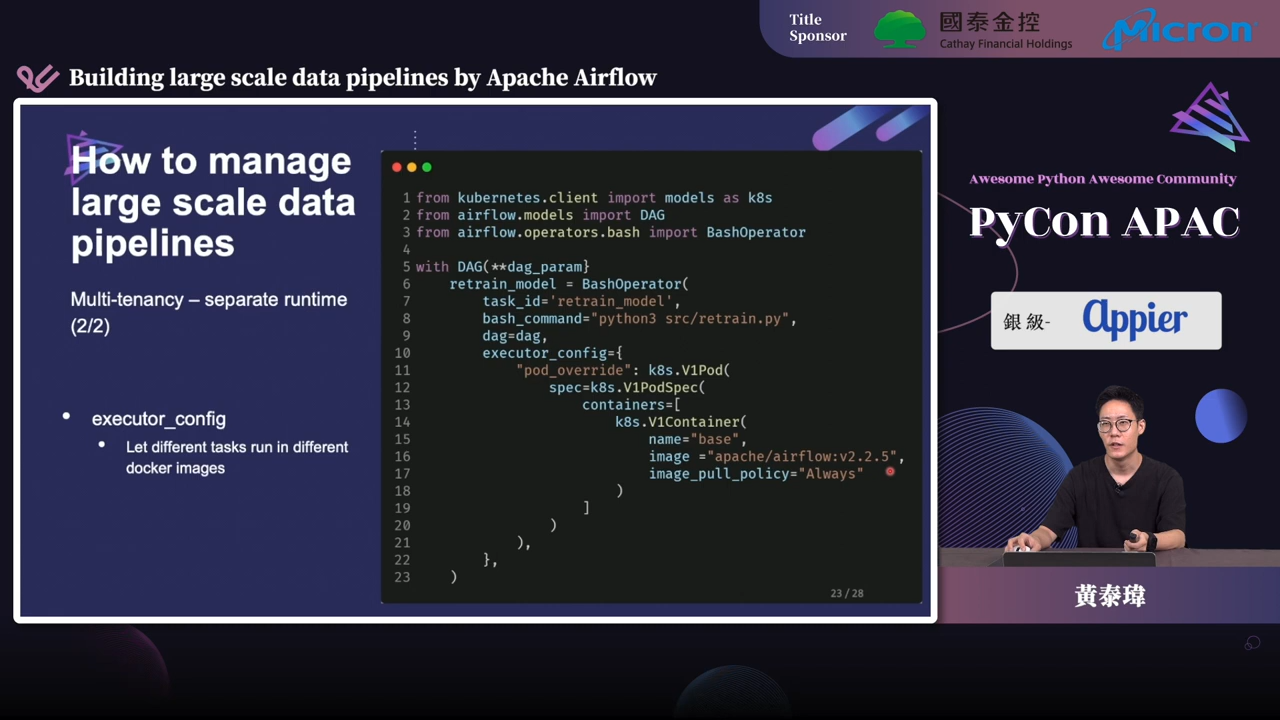 Title
Sponsor
國泰金控
Cathay Financial Holdings
Micron
Building large scale data pipelines by Apache Airflow
How to manage
large scale data
pipelines
Multi-tenancy – separate runtime
(2/2)
executor_config
Let different tasks run in different
docker images
1 from kubernetes.client import models as k8s
2 from airflow.models import DAG
3 from airflow.operators.bash import BashOperator
4
5 with DAG(**dag_param}
6     retrain_model = BashOperator(
7         task_id='retrain_model',
8         bash_command="python3 src/retrain.py",
9         dag=dag,
10         executor_config={
11             "pod_override": k8s.V1Pod(
12                 spec=k8s.V1PodSpec(
13                     containers=[
14                         k8s.V1Container(
15                             name="base",
16                             image ="apache/airflow:v2.2.5",
17                             image_pull_policy="Always"
18                         )
19                     ]
20                 )
21             ),
22         },
23     )
23 / 28
Awesome Python Awesome Community
PyCon APAC
銀級-
Appier
黃泰瑋